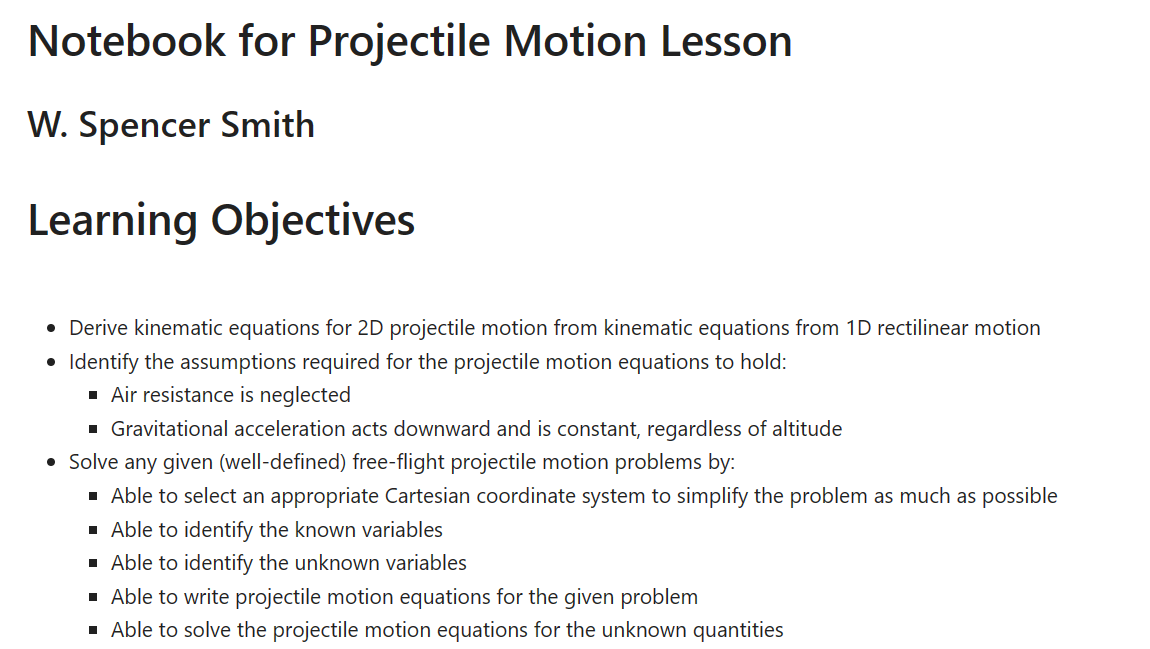 Notebook for Projectile Motion Lesson
W. Spencer Smith
Learning Objectives
Derive kinematic equations for 2D projectile motion from kinematic equations from 1D rectilinear motion
Identify the assumptions required for the projectile motion equations to hold:
Air resistance is neglected
Gravitational acceleration acts downward and is constant, regardless of altitude
Solve any given (well-defined) free-flight projectile motion problems by:
Able to select an appropriate Cartesian coordinate system to simplify the problem as much as possible
Able to identify the known variables
Able to identify the unknown variables
Able to write projectile motion equations for the given problem
Able to solve the projectile motion equations for the unknown quantities